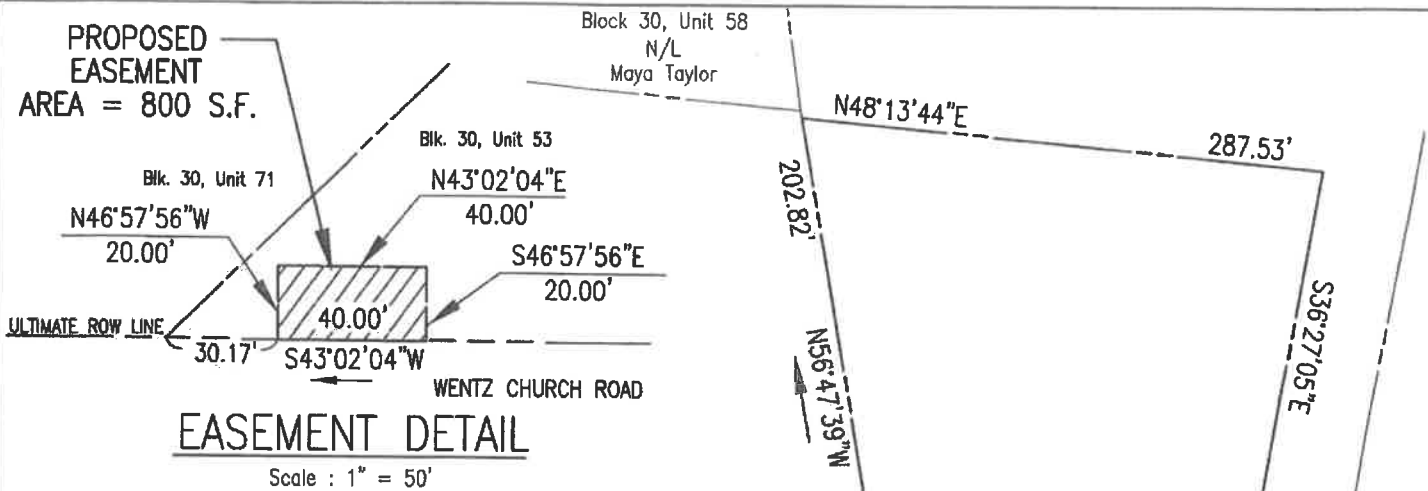 PROPOSED
EASEMENT
AREA = 800 S.F.
Blk. 30, Unit 53
Blk. 30, Unit 71
N43°02'04"E
40.00'
N46°57'56"W
20.00'
S46°57'56"E
20.00'
40.00'
ULTIMATE ROW LINE
30.17'
S43°02'04"W
WENTZ CHURCH ROAD
EASEMENT DETAIL
Scale : 1" = 50'
Block 30, Unit 58
N/L
Maya Taylor
N48°13'44"E
287.53'
202.82'
N56°47'39"W
S36°27'05"E